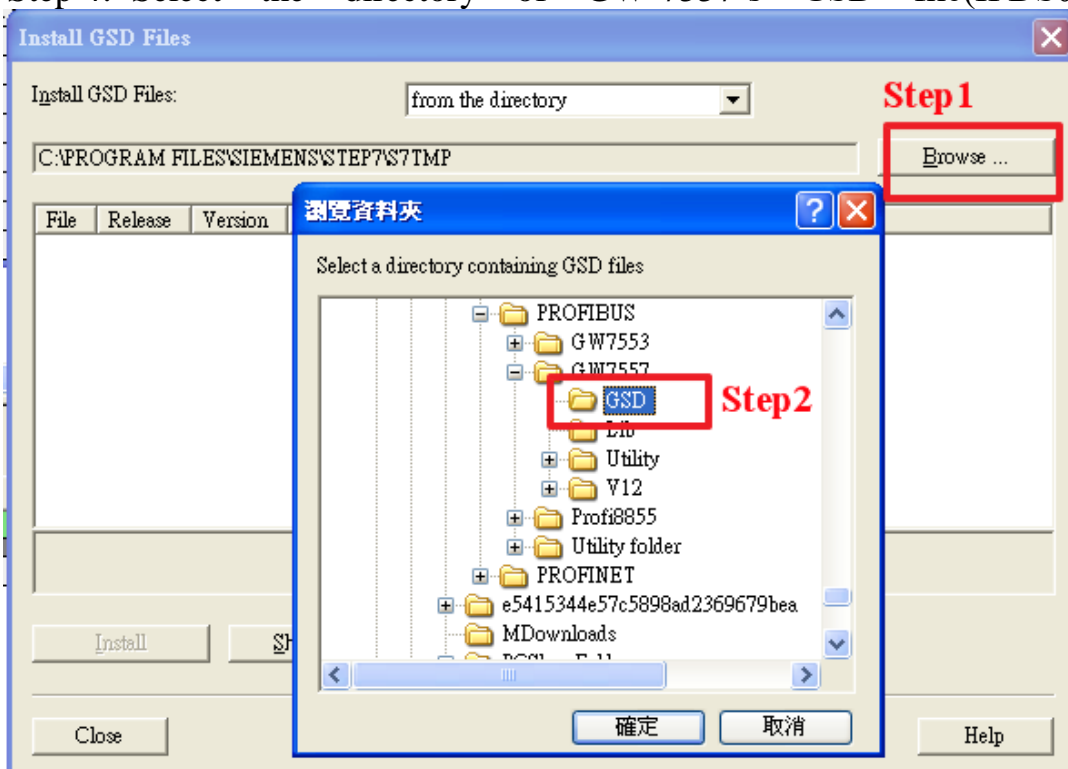 Install GSD Files
Install GSD Files:
from the directory
Step1
C:\PROGRAM FILES\SIEMENS\STEP7\S7TMP
Browse ...
File Release Version
瀏覽資料夾
Select a directory containing GSD files
PROFIBUS
GW7553
GW7557
GSD
Step2
Lib
Utility
V12
Profi8855
Utility folder
PROFINET
e5415344e57c5898ad2369679bea
MDownloads
Install
確定
取消
Close
Help